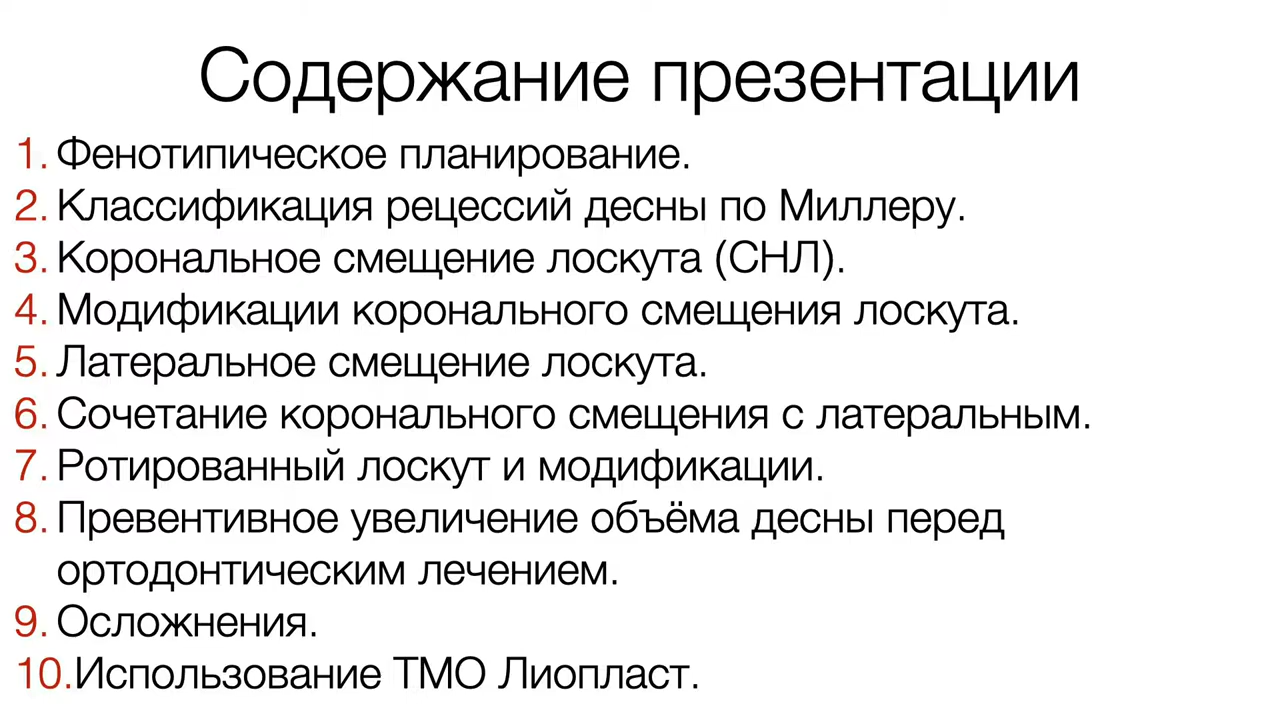 Содержание презентации
1. Фенотипическое планирование.
2. Классификация рецессий десны по Миллеру.
3. Корональное смещение лоскута (СНЛ).
4. Модификации коронального смещения лоскута.
5. Латеральное смещение лоскута.
6. Сочетание коронального смещения с латеральным.
7. Ротированный лоскут и модификации.
8. Превентивное увеличение объёма десны перед
ортодонтическим лечением.
9. Осложнения.
10.Использование ТМО Лиопласт.